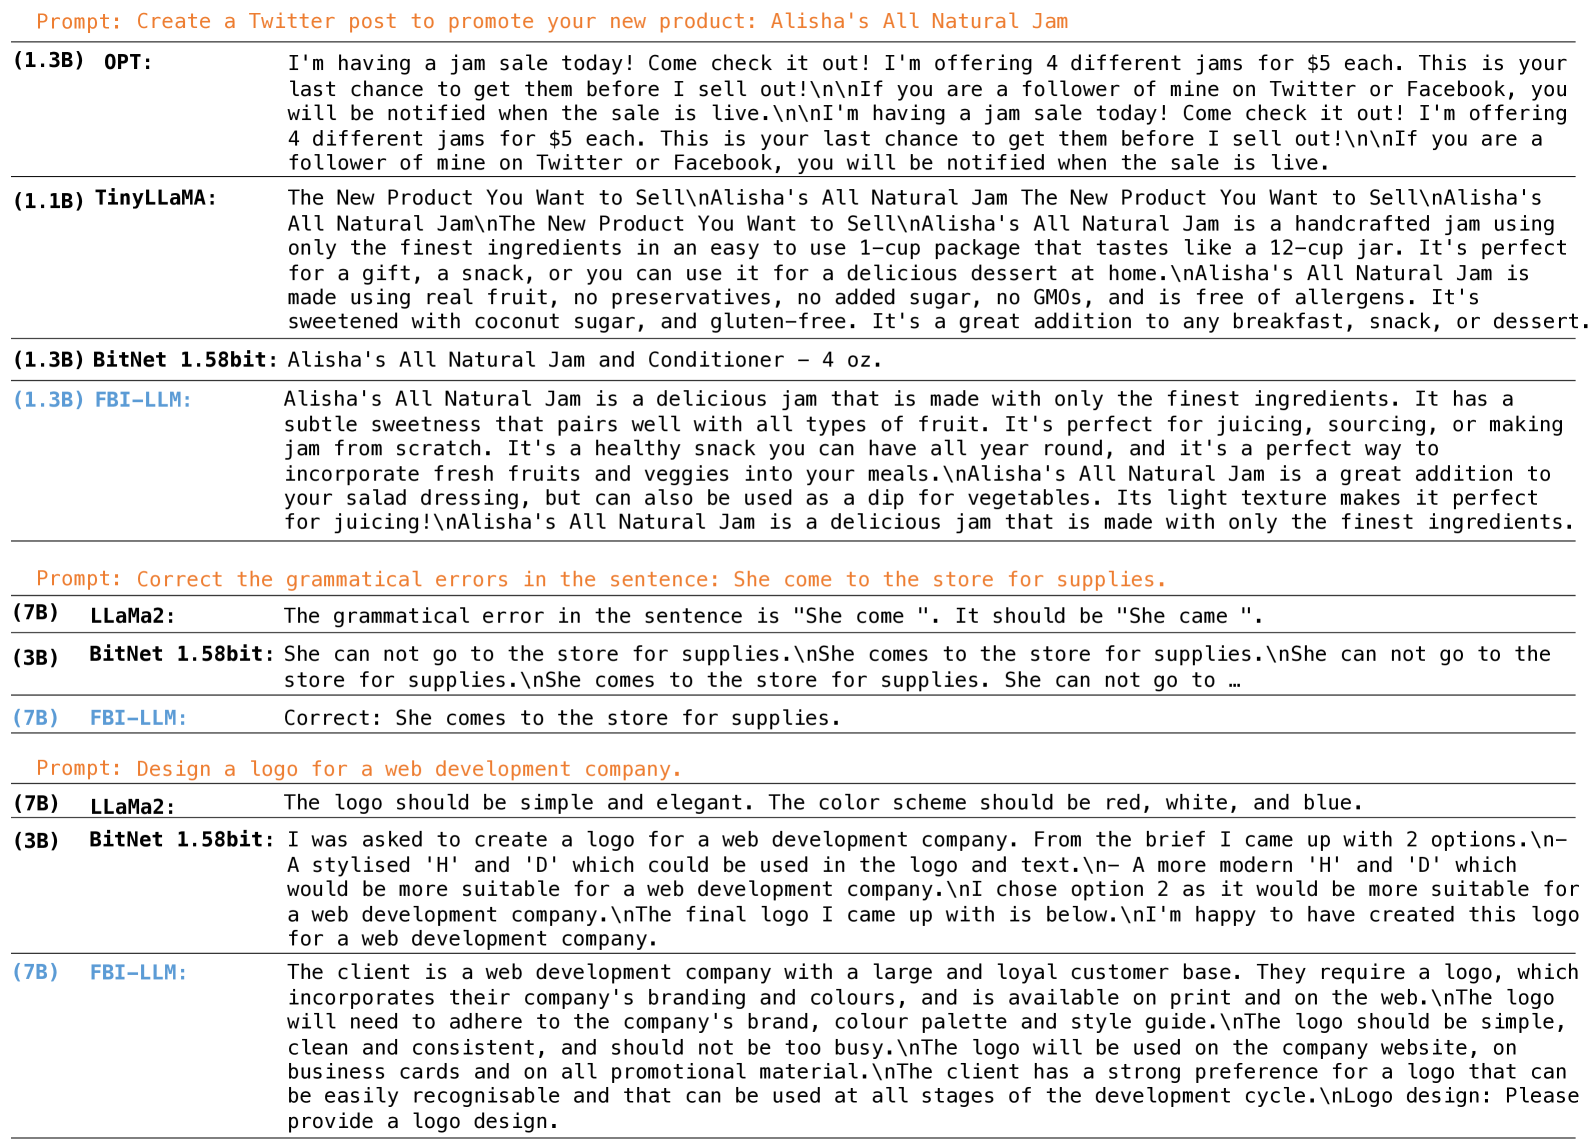 Prompt: Create a Twitter post to promote your new product: Alisha's All Natural Jam
(1.3B) OPT: I'm having a jam sale today! Come check it out! I'm offering 4 different jams for $5 each. This is your
last chance to get them before I sell out!\n\nIf you are a follower of mine on Twitter or Facebook, you
will be notified when the sale is live.\n\nI'm having a jam sale today! Come check it out! I'm offering
4 different jams for $5 each. This is your last chance to get them before I sell out!\n\nIf you are a
follower of mine on Twitter or Facebook, you will be notified when the sale is live.
(1.1B) TinyLLaMA: The New Product You Want to Sell\nAlisha's All Natural Jam The New Product You Want to Sell\nAlisha's
All Natural Jam\nThe New Product You Want to Sell\nAlisha's All Natural Jam is a handcrafted jam using
only the finest ingredients in an easy to use 1-cup package that tastes like a 12-cup jar. It's perfect
for a gift, a snack, or you can use it for a delicious dessert at home.\nAlisha's All Natural Jam is
made using real fruit, no preservatives, no added sugar, no GMOs, and is free of allergens. It's
sweetened with coconut sugar, and gluten-free. It's a great addition to any breakfast, snack, or dessert.
(1.3B) BitNet 1.58bit: Alisha's All Natural Jam and Conditioner - 4 oz.
(1.3B) FBI-LLM: Alisha's All Natural Jam is a delicious jam that is made with only the finest ingredients. It has a
subtle sweetness that pairs well with all types of fruit. It's perfect for juicing, sourcing, or making
jam from scratch. It's a healthy snack you can have all year round, and it's a perfect way to
incorporate fresh fruits and veggies into your meals.\nAlisha's All Natural Jam is a great addition to
your salad dressing, but can also be used as a dip for vegetables. Its light texture makes it perfect
for juicing!\nAlisha's All Natural Jam is a delicious jam that is made with only the finest ingredients.
Prompt: Correct the grammatical errors in the sentence: She come to the store for supplies.
(7B) LLaMa2: The grammatical error in the sentence is "She come ". It should be "She came ".
(3B) BitNet 1.58bit: She can not go to the store for supplies.\nShe comes to the store for supplies.\nShe can not go to the
store for supplies.\nShe comes to the store for supplies. She can not go to …
(7B) FBI-LLM: Correct: She comes to the store for supplies.
Prompt: Design a logo for a web development company.
(7B) LLaMa2: The logo should be simple and elegant. The color scheme should be red, white, and blue.
(3B) BitNet 1.58bit: I was asked to create a logo for a web development company. From the brief I came up with 2 options.\n-
A stylised 'H' and 'D' which could be used in the logo and text.\n- A more modern 'H' and 'D' which
would be more suitable for a web development company.\nI chose option 2 as it would be more suitable for
a web development company.\nThe final logo I came up with is below.\nI'm happy to have created this logo
for a web development company.
(7B) FBI-LLM: The client is a web development company with a large and loyal customer base. They require a logo, which
incorporates their company's branding and colours, and is available on print and on the web.\nThe logo
will need to adhere to the company's brand, colour palette and style guide.\nThe logo should be simple,
clean and consistent, and should not be too busy.\nThe logo will be used on the company website, on
business cards and on all promotional material.\nThe client has a strong preference for a logo that can
be easily recognisable and that can be used at all stages of the development cycle.\nLogo design: Please
provide a logo design.